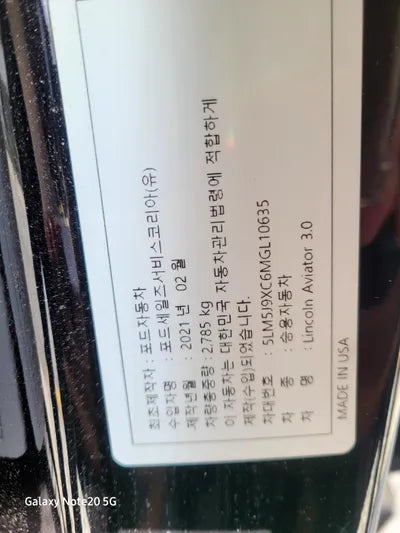 최초제작자 : 포드자동차
수입자명 : 포드세일즈서비스코리아(유)
제작년월 : 2021 년 02 월
차량총중량 : 2,785 kg
이 자동차는 대한민국 자동차관리법령에 적합하게
제작(수입)되었습니다.
차대번호 : 5LM5J9XC6MGL10635
차 종 : 승용자동차
차 명 : Lincoln Aviator 3.0
MADE IN USA
Galaxy Note20 5G